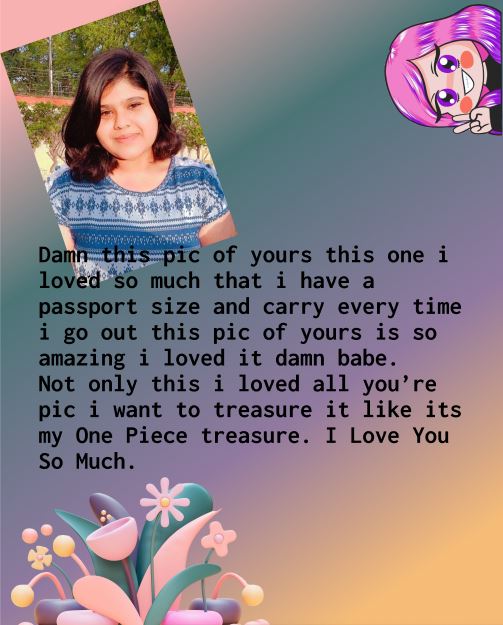 Damn this pic of yours this one i
loved so much that i have a
passport size and carry every time
i go out this pic of yours is so
amazing i loved it damn babe.
Not only this i loved all you’re
pic i want to treasure it like its
my One Piece treasure. I Love You
So Much.